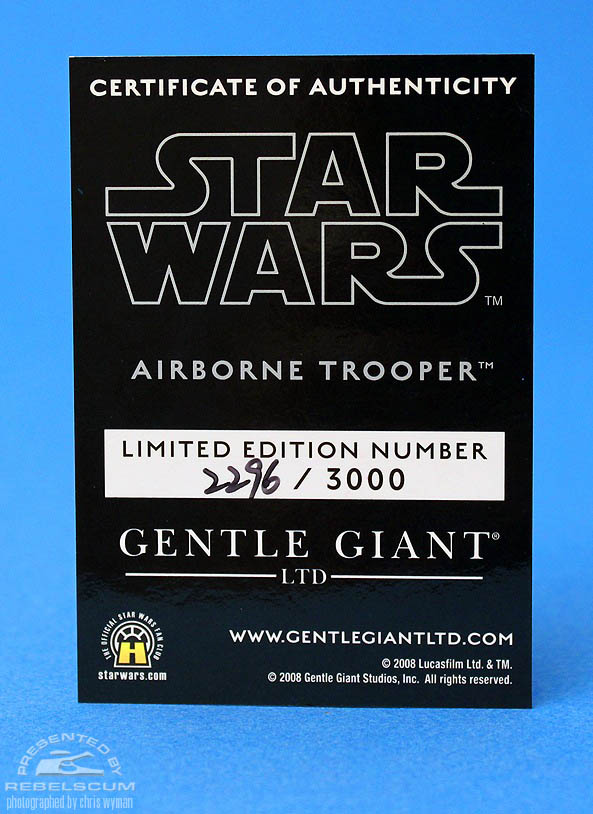 CERTIFICATE OF AUTHENTICITY
STAR
WARS™
AIRBORNE TROOPER™
LIMITED EDITION NUMBER
2296 / 3000
GENTLE GIANT®
LTD
THE OFFICIAL STAR WARS FAN CLUB
H
starwars.com
WWW.GENTLEGIANTLTD.COM
© 2008 Lucasfilm Ltd. & TM.
© 2008 Gentle Giant Studios, Inc. All rights reserved.
PRESENTED BY
REBELSCUM
photographed by chris wyman